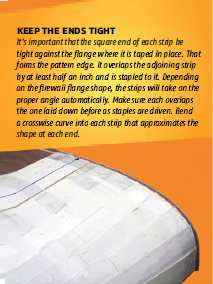 KEEP THE ENDS TIGHT
It's important that the square end of each strip be
tight against the flange where it is taped in place. That
forms the pattern edge. It overlaps the adjoining strip
by at least half an inch and is stapled to it. Depending
on the firewall flange shape, the strips will take on the
proper angle automatically. Make sure each overlaps
the one laid down before as staples are driven. Bend
a crosswise curve into each strip that approximates the
shape at each end.